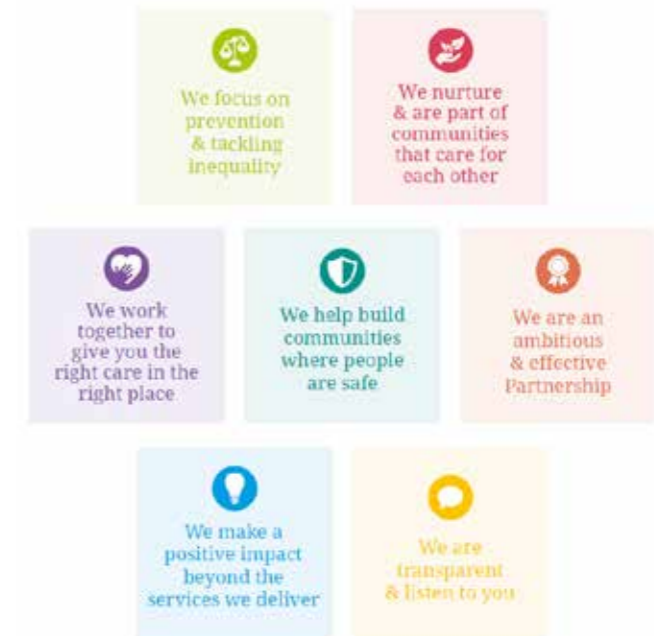 We focus on
prevention
& tackling
inequality
We nurture
& are part of
communities
that care for
each other
We work
together to
give you the
right care in the
right place
We help build
communities
where people
are safe
We are an
ambitious
& effective
Partnership
We make a
positive impact
beyond the
services we deliver
We are
transparent
& listen to you